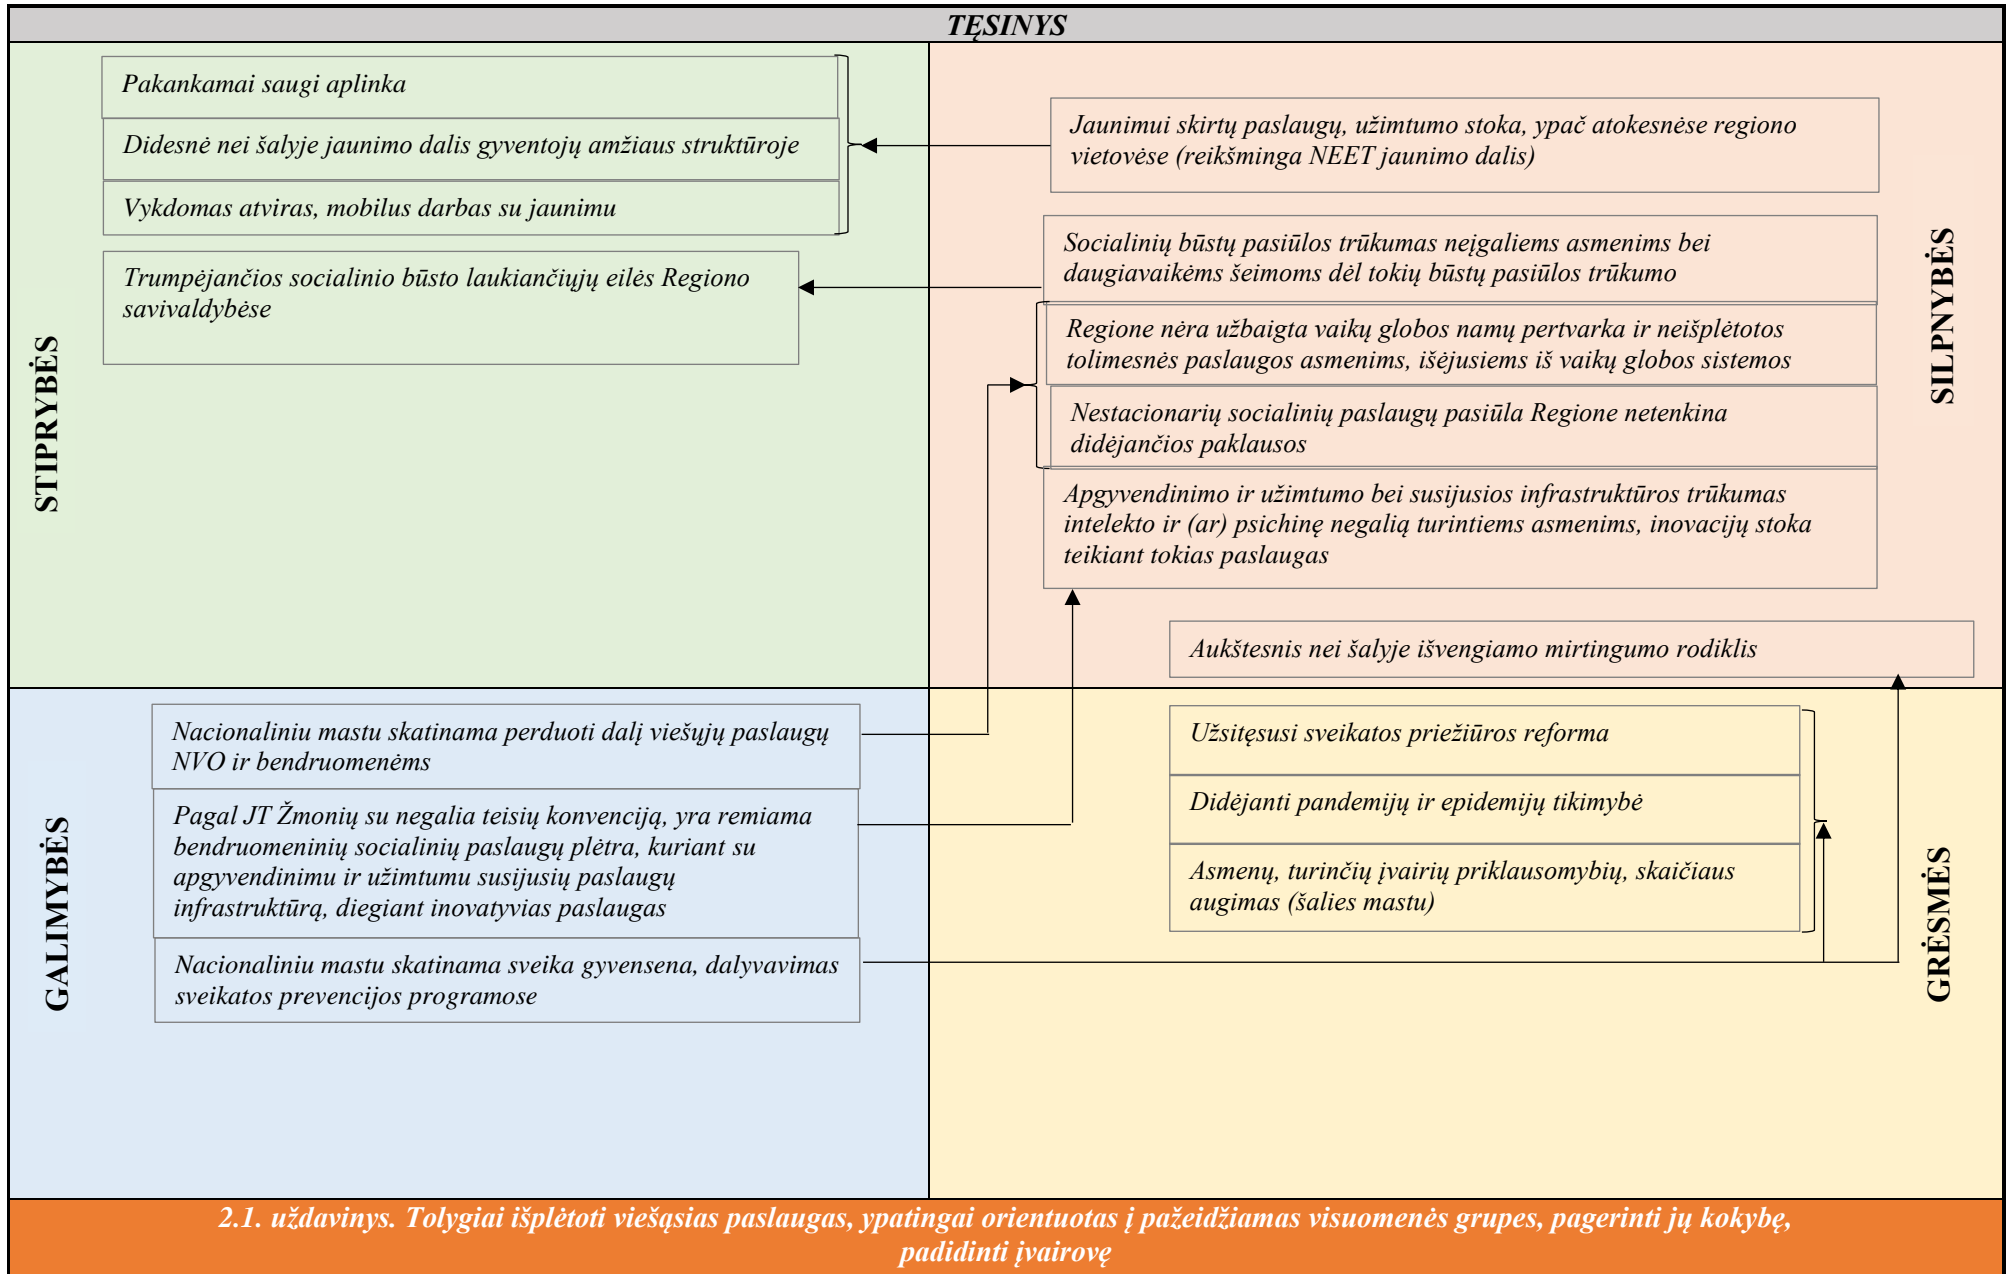 TĘSINYS
STIPRYBĖS
Pakankamai saugi aplinka
Didesnė nei šalyje jaunimo dalis gyventojų amžiaus struktūroje
Vykdomas atviras, mobilus darbas su jaunimu
Trumpėjančios socialinio būsto laukiančiųjų eilės Regiono
savivaldybėse
SILPNYBĖS
Jaunimui skirtų paslaugų, užimtumo stoka, ypač atokesnėse regiono
vietovėse (reikšminga NEET jaunimo dalis)
Socialinių būstų pasiūlos trūkumas neįgaliems asmenims bei
daugiavaikėms šeimoms dėl tokių būstų pasiūlos trūkumo
Regione nėra užbaigta vaikų globos namų pertvarka ir neišplėtotos
tolimesnės paslaugos asmenims, išėjusiems iš vaikų globos sistemos
Nestacionarių socialinių paslaugų pasiūla Regione netenkina
didėjančios paklausos
Apgyvendinimo ir užimtumo bei susijusios infrastruktūros trūkumas
intelekto ir (ar) psichinę negalią turintiems asmenims, inovacijų stoka
teikiant tokias paslaugas
Aukštesnis nei šalyje išvengiamo mirtingumo rodiklis
GALIMYBĖS
Nacionaliniu mastu skatinama perduoti dalį viešųjų paslaugų
NVO ir bendruomenėms
Pagal JT Žmonių su negalia teisių konvenciją, yra remiama
bendruomeninių socialinių paslaugų plėtra, kuriant su
apgyvendinimu ir užimtumu susijusių paslaugų
infrastruktūrą, diegiant inovatyvias paslaugas
Nacionaliniu mastu skatinama sveika gyvensena, dalyvavimas
sveikatos prevencijos programose
GRĖSMĖS
Užsitęsusi sveikatos priežiūros reforma
Didėjanti pandemijų ir epidemijų tikimybė
Asmenų, turinčių įvairių priklausomybių, skaičiaus
augimas (šalies mastu)
2.1. uždavinys. Tolygiai išplėtoti viešąsias paslaugas, ypatingai orientuotas į pažeidžiamas visuomenės grupes, pagerinti jų kokybę,
padidinti įvairovę